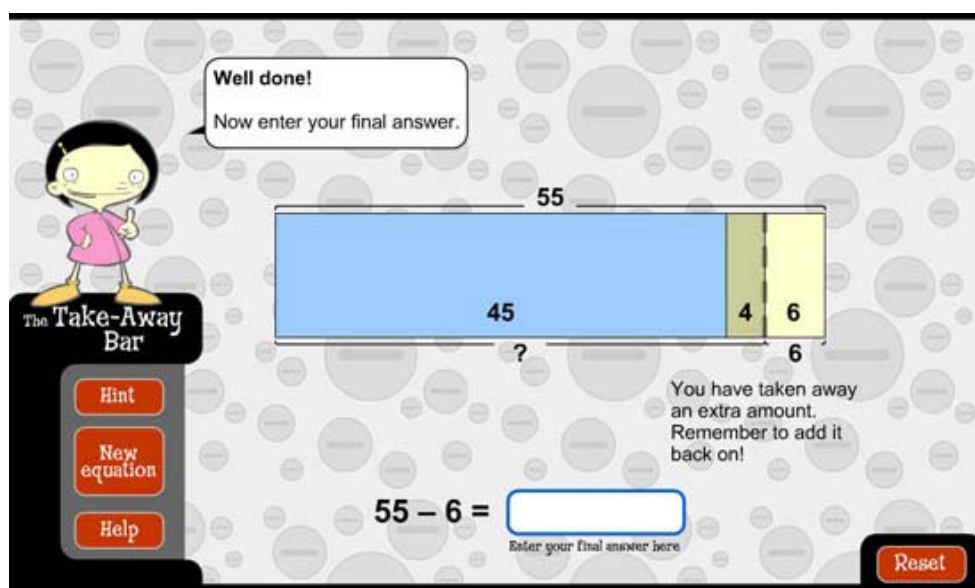 Well done!
Now enter your final answer.
55
45
4
6
?
6
You have taken away
an extra amount.
Remember to add it
back on!
The Take-Away
Bar
Hint
New
equation
Help
55 – 6 =
Enter your final answer here
Reset